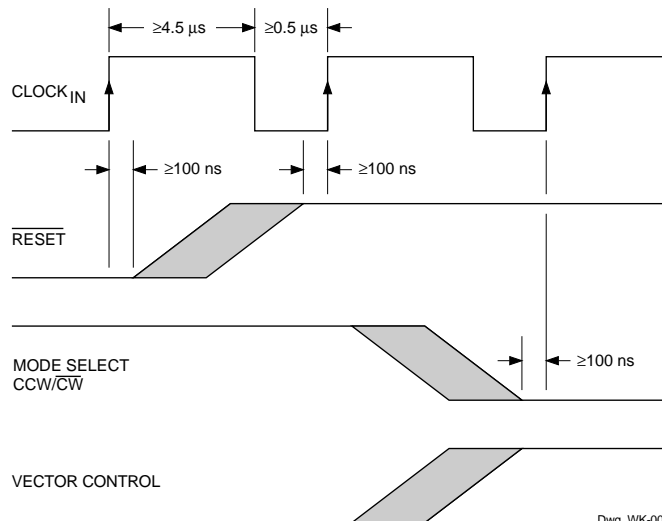 ≥4.5 µs
≥0.5 µs
CLOCK IN
≥100 ns
≥100 ns
RESET
MODE SELECT
CCW/CW
≥100 ns
VECTOR CONTROL
Dwg. WK-00